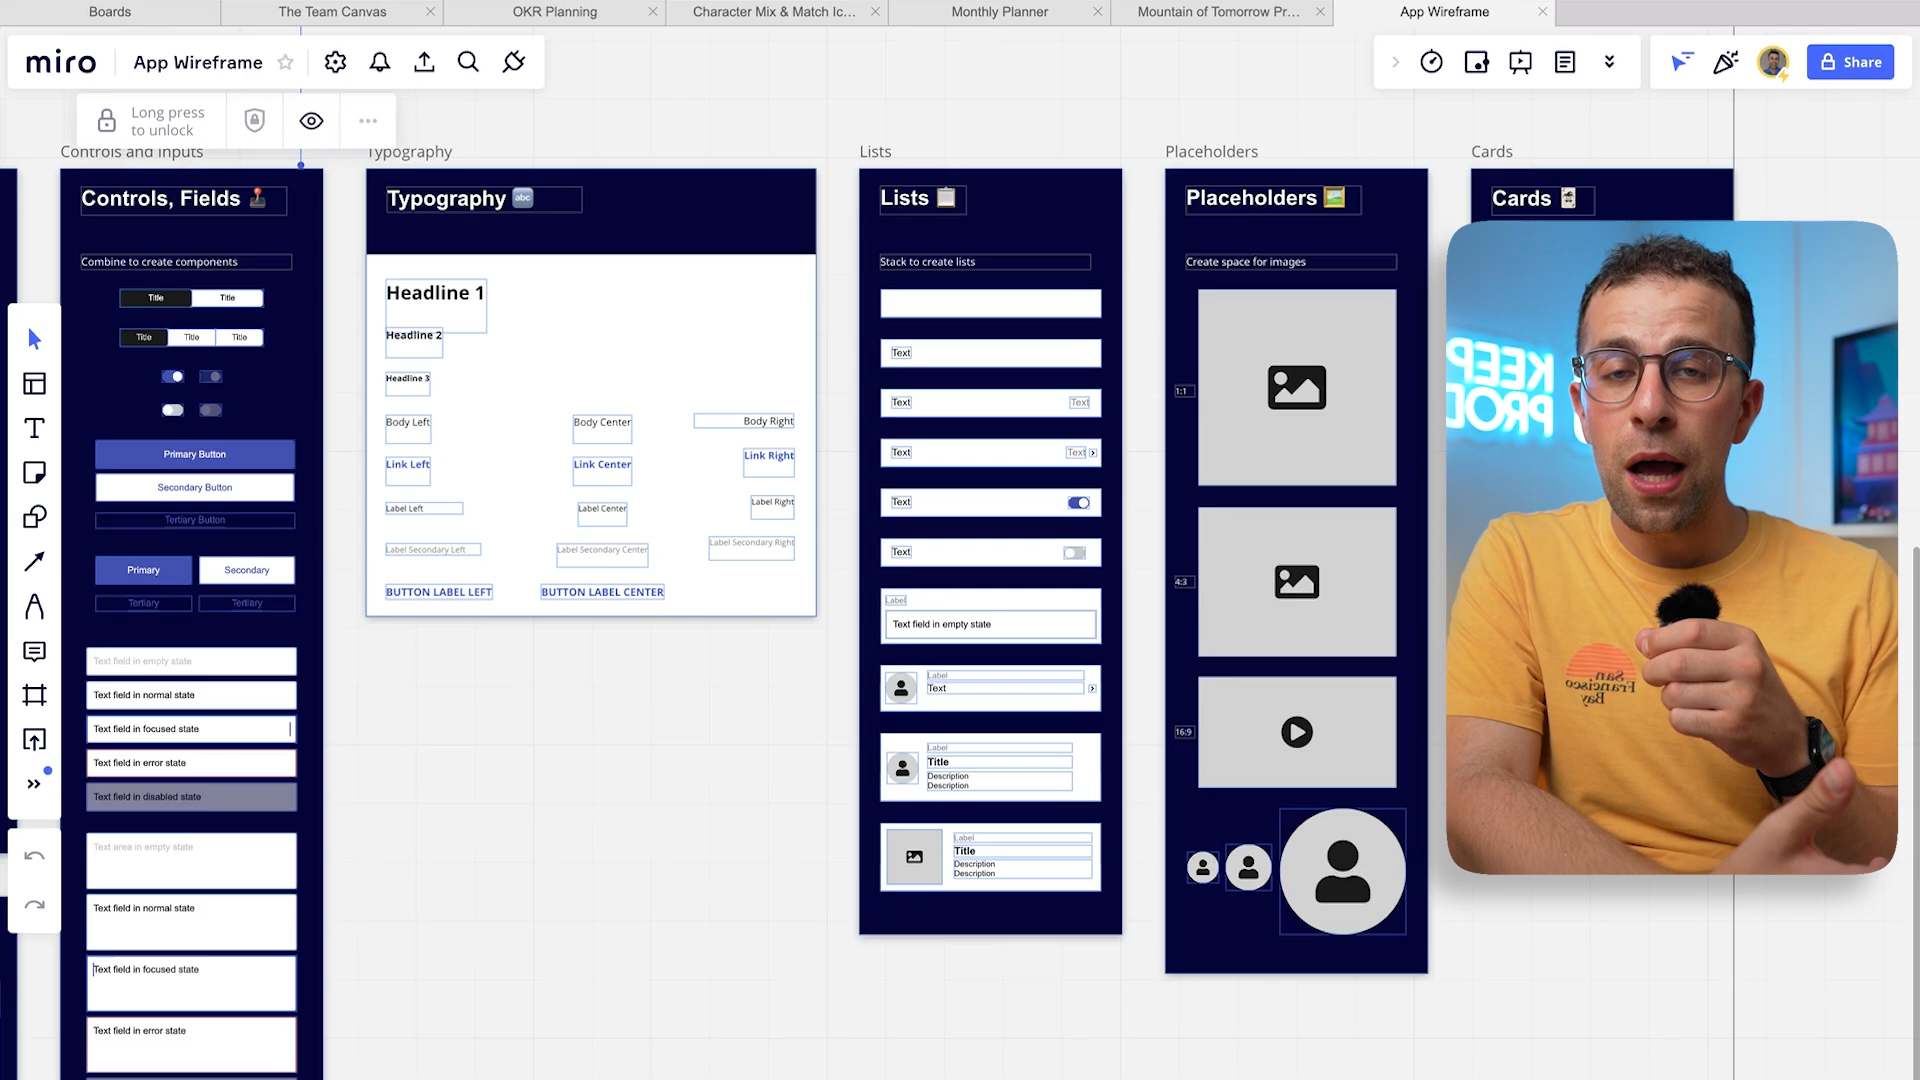 Boards
The Team Canvas
OKR Planning
Character Mix & Match Ic...
Monthly Planner
Mountain of Tomorrow Pr...
App Wireframe
miro
App Wireframe
Share
Long press
to unlock
Controls and inputs
Typography
Lists
Placeholders
Cards
Controls, Fields
Combine to create components
Title
Title
Title
Title
Title
Primary Button
Secondary Button
Tertiary Button
Primary
Secondary
Tertiary
Tertiary
Text field in empty state
Text field in normal state
Text field in focused state
Text field in error state
Text field in disabled state
Text area in empty state
Text field in normal state
Text field in focused state
Text field in error state
Typography
abc
Headline 1
Headline 2
Headline 3
Body Left
Body Center
Body Right
Link Left
Link Center
Link Right
Label Left
Label Center
Label Right
Label Secondary Left
Label Secondary Center
Label Secondary Right
BUTTON LABEL LEFT
BUTTON LABEL CENTER
Lists
Stack to create lists
Text
Text
Text
Text
Text
Text
Text
Label
Text field in empty state
Label
Text
Label
Title
Description
Description
Label
Title
Description
Description
Placeholders
Create space for images
1:1
4:3
16:9
Cards
KEEP
PROD
San
Francisco
Bay